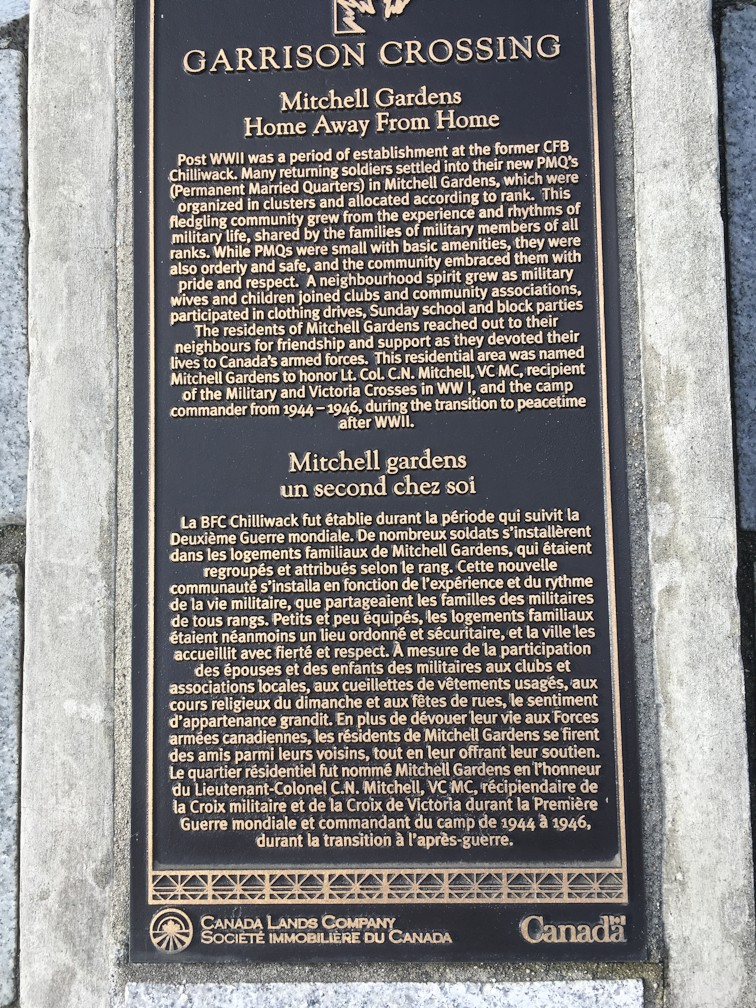 GARRISON CROSSING
Mitchell Gardens
Home Away From Home
Post WWII was a period of establishment at the former CFB
Chilliwack. Many returning soldiers settled into their new PMQ's
(Permanent Married Quarters) in Mitchell Gardens, which were
organized in clusters and allocated according to rank. This
fledgling community grew from the experience and rhythms of
military life, shared by the families of military members of all
ranks. While PMQs were small with basic amenities, they were
also orderly and safe, and the community embraced them with
pride and respect. A neighbourhood spirit grew as military
wives and children joined clubs and community associations,
participated in clothing drives, Sunday school and block parties
The residents of Mitchell Gardens reached out to their
neighbours for friendship and support as they devoted their
lives to Canada's armed forces. This residential area was named
Mitchell Gardens to honor Lt. Col. C.N. Mitchell, VC MC, recipient
of the Military and Victoria Crosses in WW I, and the camp
commander from 1944 – 1946, during the transition to peacetime
after WWII.
Mitchell gardens
un second chez soi
La BFC Chilliwack fut établie durant la période qui suivit la
Deuxième Guerre mondiale. De nombreux soldats s'installèrent
dans les logements familiaux de Mitchell Gardens, qui étaient
regroupés et attribués selon le rang. Cette nouvelle
communauté s'installa en fonction de l'expérience et du rythme
de la vie militaire, que partageaient les familles des militaires
de tous rangs. Petits et peu équipés, les logements familiaux
étaient néanmoins un lieu ordonné et sécuritaire, et la ville les
accueillit avec fierté et respect. À mesure de la participation
des épouses et des enfants des militaires aux clubs et
associations locales, aux cueillettes de vêtements usagés, aux
cours religieux du dimanche et aux fêtes de rues, le sentiment
d'appartenance grandit. En plus de dévouer leur vie aux Forces
armées canadiennes, les résidents de Mitchell Gardens se firent
des amis parmi leurs voisins, tout en leur offrant leur soutien.
Le quartier résidentiel fut nommé Mitchell Gardens en l'honneur
du Lieutenant-Colonel C.N. Mitchell, VC MC, récipiendaire de
la Croix militaire et de la Croix de Victoria durant la Première
Guerre mondiale et commandant du camp de 1944 à 1946,
durant la transition à l'après-guerre.
CANADA LANDS COMPANY
SOCIÉTÉ IMMOBILIÈRE DU CANADA
Canada